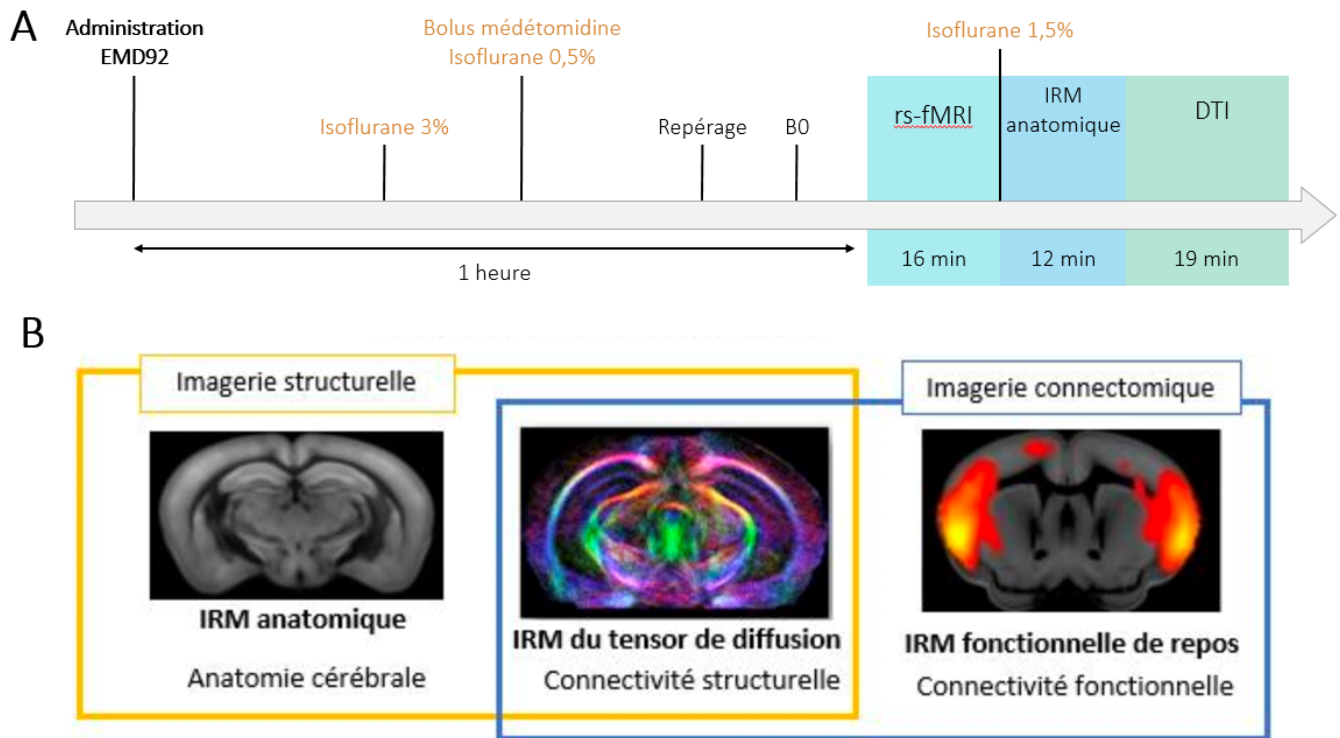 A
Administration
EMD92
Isoflurane 3%
Bolus médétomidine
Isoflurane 0,5%
Repérage
B0
rs-fMRI
Isoflurane 1,5%
IRM
anatomique
DTI
1 heure
16 min
12 min
19 min
B
Imagerie structurelle
Imagerie connectomique
IRM anatomique
Anatomie cérébrale
IRM du tensor de diffusion
Connectivité structurelle
IRM fonctionnelle de repos
Connectivité fonctionnelle